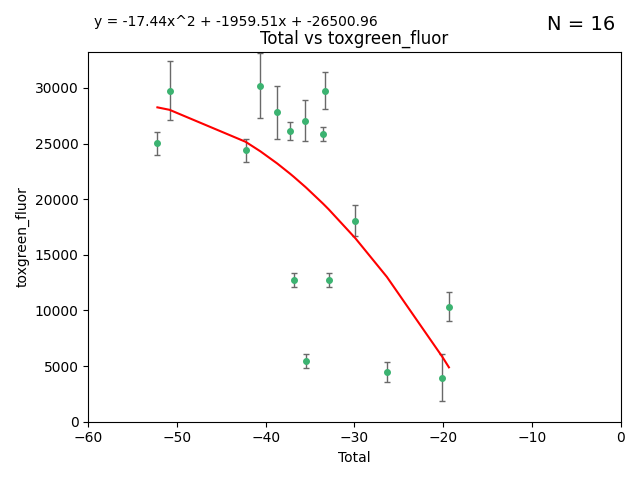 y = -17.44x^2 + -1959.51x + -26500.96
N = 16
Total vs toxgreen_fluor
toxgreen_fluor
30000
25000
20000
15000
10000
5000
0
−60 −50 −40 −30 −20 −10 0
Total